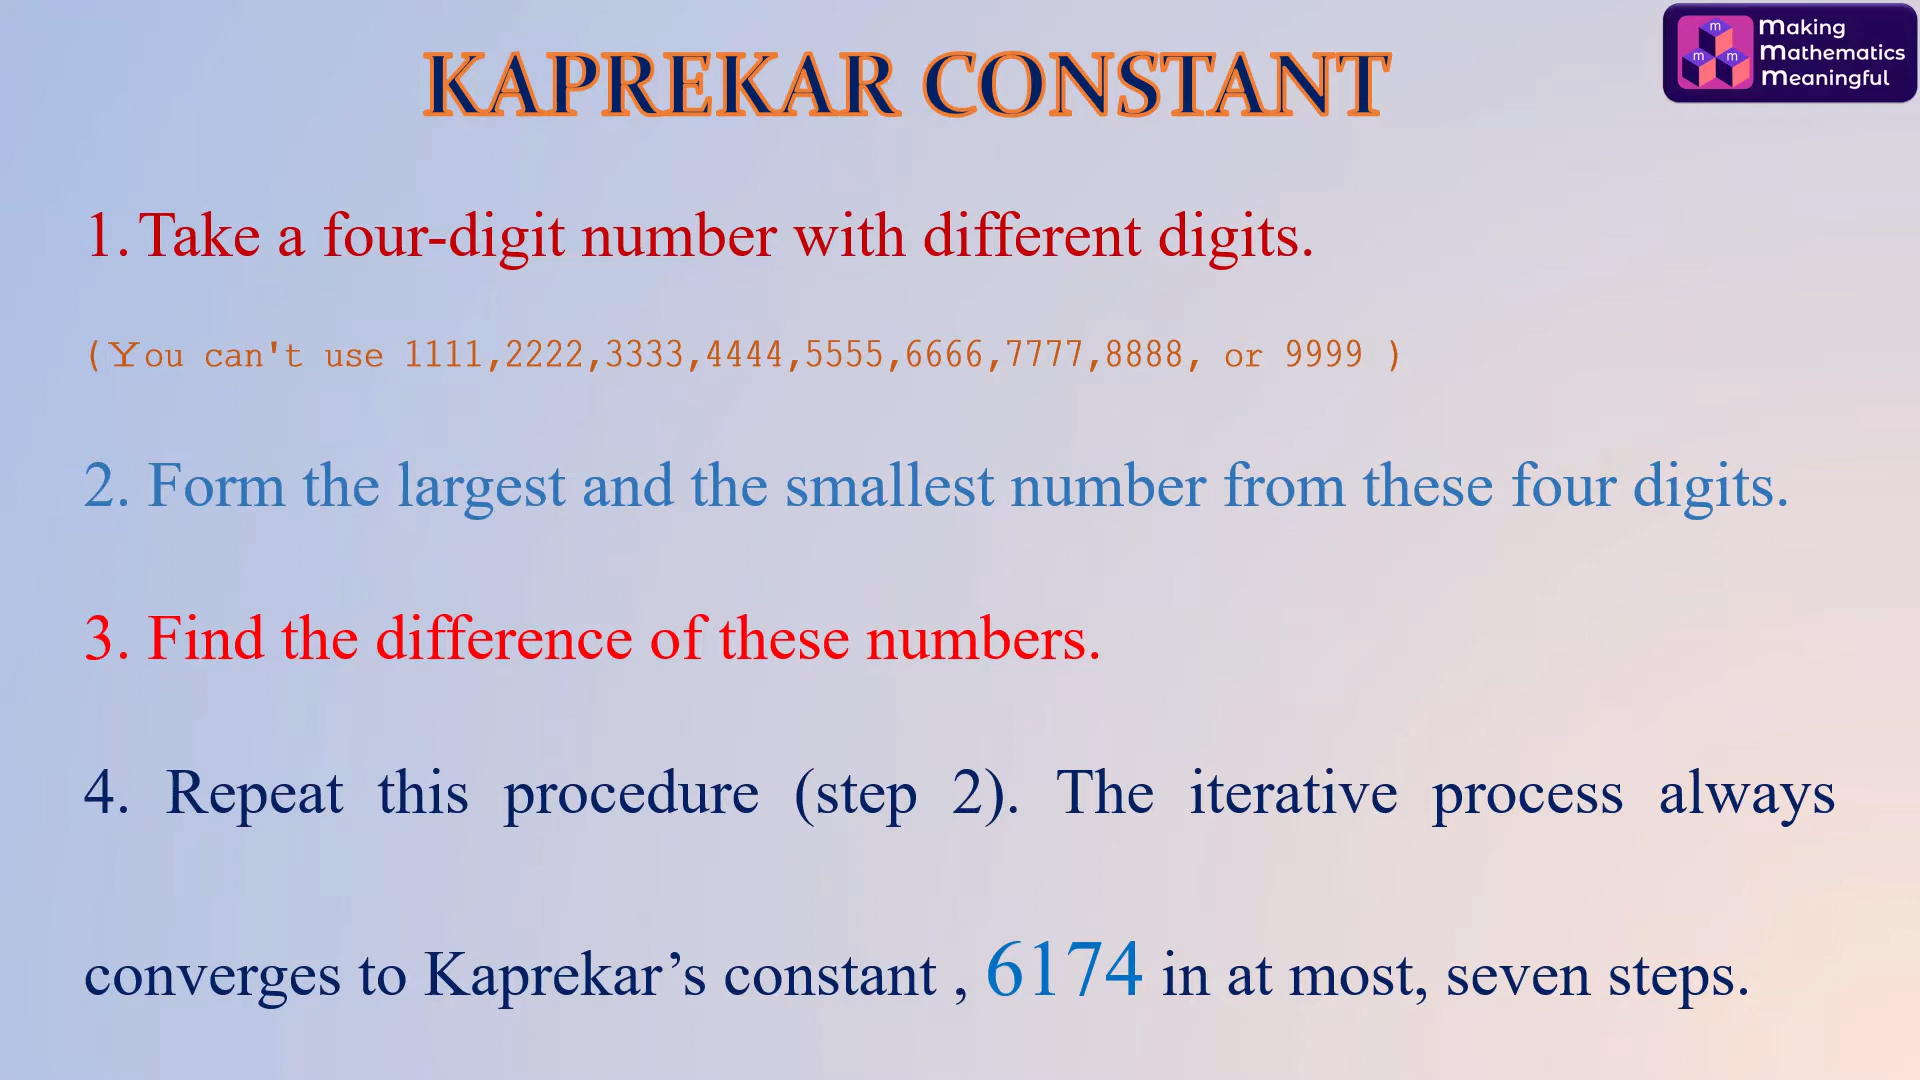 KAPREKAR CONSTANT
making
mathematics
meaningful
m
m m
1. Take a four-digit number with different digits.
(You can't use 1111,2222,3333,4444,5555,6666,7777,8888, or 9999 )
2. Form the largest and the smallest number from these four digits.
3. Find the difference of these numbers.
4. Repeat this procedure (step 2). The iterative process always
converges to Kaprekar’s constant , 6174 in at most, seven steps.